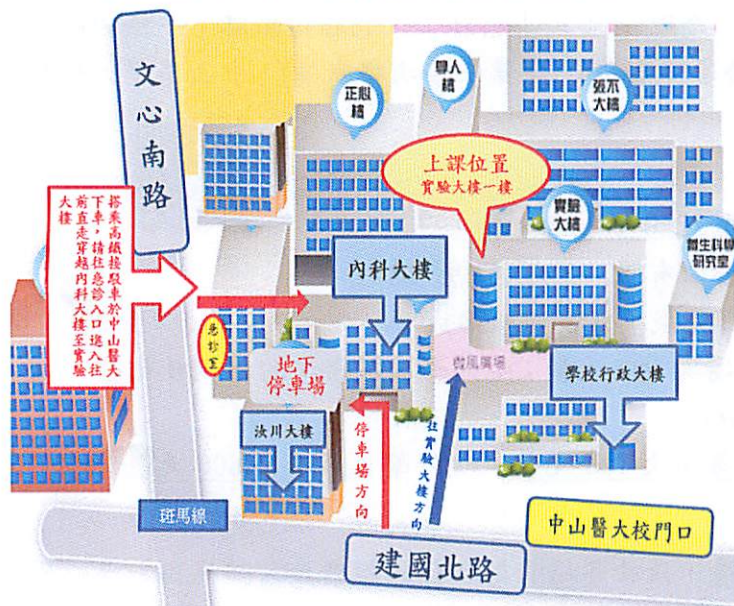 文心南路
正心樓
學人樓
張不大樓
上課位置
實驗大樓一樓
實驗大樓
搭乘高鐵接駁車於中山醫大
下車，請往急診入口進入往
前直走穿越內科大樓至實驗
大樓
急診室
內科大樓
研究室
地下
停車場
微風廣場
學校行政大樓
汝川大樓
停車場方向
往實驗大樓方向
斑馬線
中山醫大校門口
建國北路